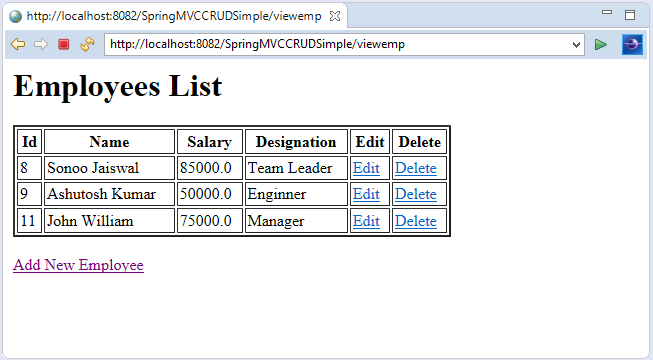 http://localhost:8082/SpringMVCCRUDSimple/viewemp
http://localhost:8082/SpringMVCCRUDSimple/viewemp
Employees List
Id Name Salary Designation Edit Delete
8 Sonoo Jaiswal 85000.0 Team Leader Edit Delete
9 Ashutosh Kumar 50000.0 Enginner Edit Delete
11 John William 75000.0 Manager Edit Delete
Add New Employee